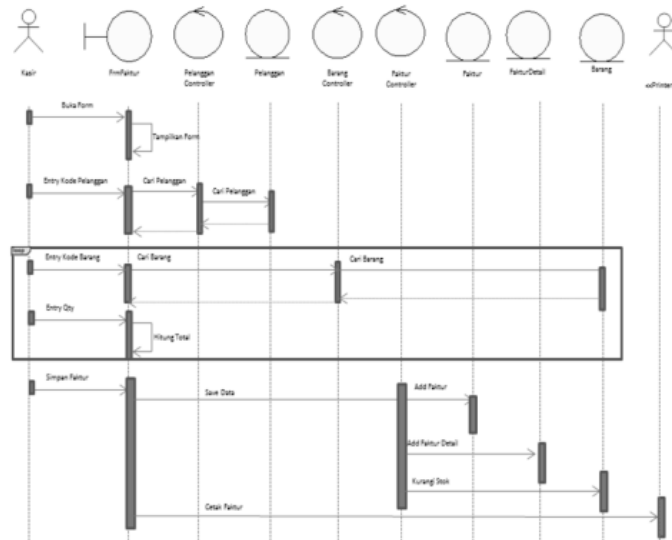 Kasir
FrmFaktur
Pelanggan
Controller
Pelanggan
Barang
Controller
Faktur
Controller
Faktur
FakturDetail
Barang
<<Printer
Buka Form
Tampilkan Form
Entry Kode Pelanggan
Cari Pelanggan
Cari Pelanggan
Entry Kode Barang
Cari Barang
Cari Barang
Entry Qty
Hitung Total
Simpan Faktur
Save Data
Add Faktur
Add Faktur Detail
Kurangi Stok
Cetak Faktur